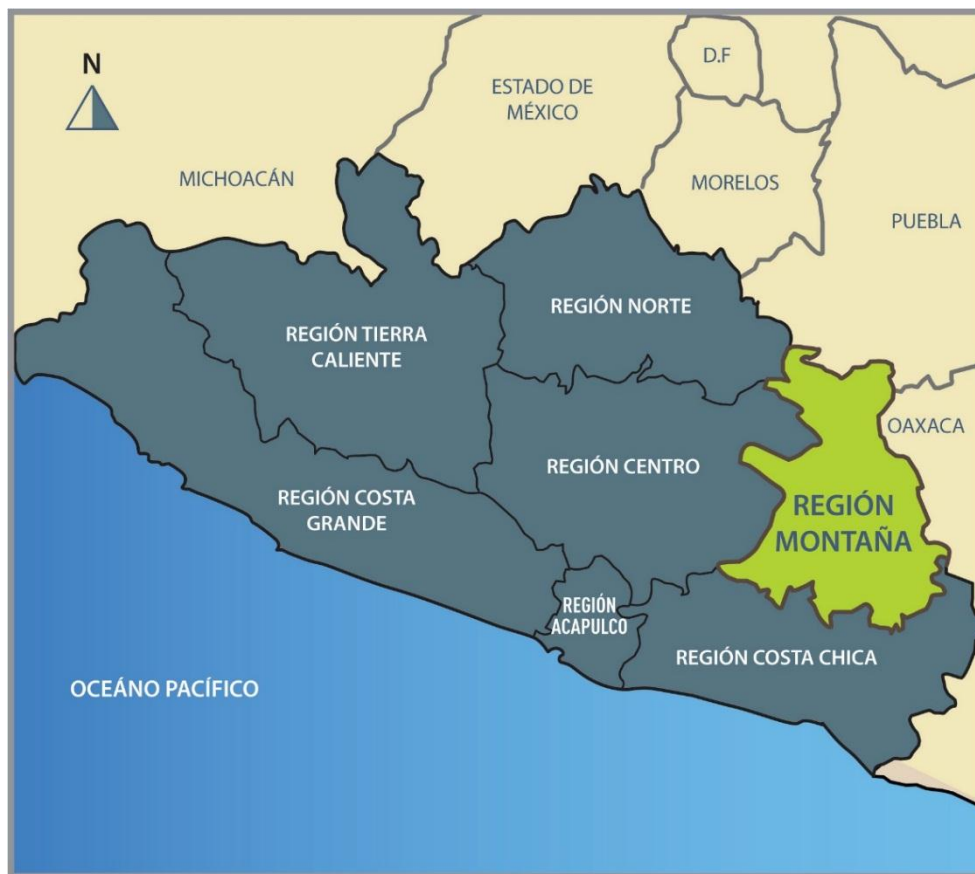 N
D.F
ESTADO DE
MÉXICO
MICHOACÁN
MORELOS
PUEBLA
REGIÓN NORTE
REGIÓN TIERRA
CALIENTE
OAXACA
REGIÓN CENTRO
REGIÓN COSTA
GRANDE
REGIÓN
MONTAÑA
REGIÓN
ACAPULCO
REGIÓN COSTA CHICA
OCEÁNO PACÍFICO